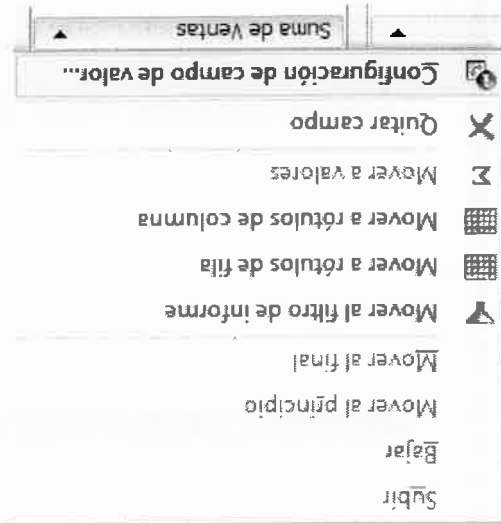 Subir
Bajar
Mover al principio
Mover al final
Mover al filtro de informe
Mover a rótulos de fila
Mover a rótulos de columna
Mover a valores
Quitar campo
Configuración de campo de valor...
Suma de Ventas